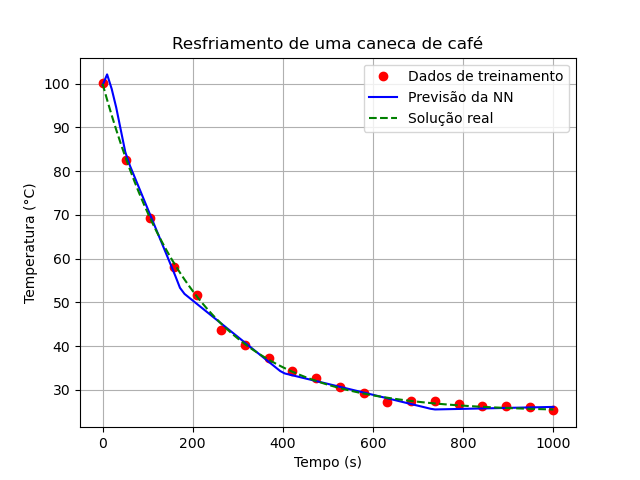 Resfriamento de uma caneca de café
Dados de treinamento
Previsão da NN
Solução real
Temperatura (°C)
100
90
80
70
60
50
40
30
0 200 400 600 800 1000
Tempo (s)